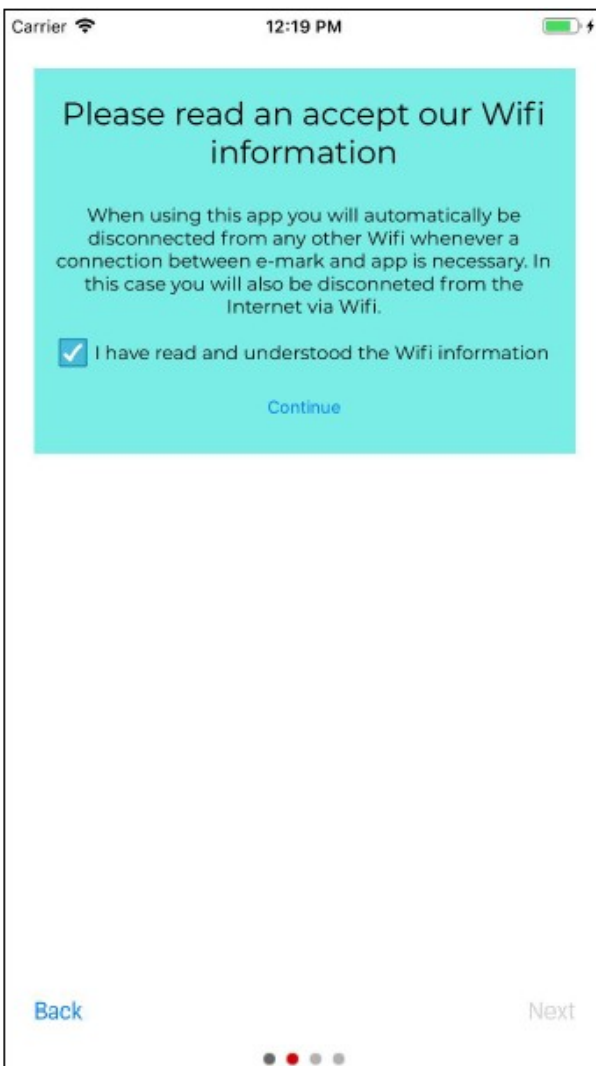 Carrier
12:19 PM
Please read an accept our Wifi
information
When using this app you will automatically be
disconnected from any other Wifi whenever a
connection between e-mark and app is necessary. In
this case you will also be disconneted from the
Internet via Wifi.
I have read and understood the Wifi information
Continue
Back
Next